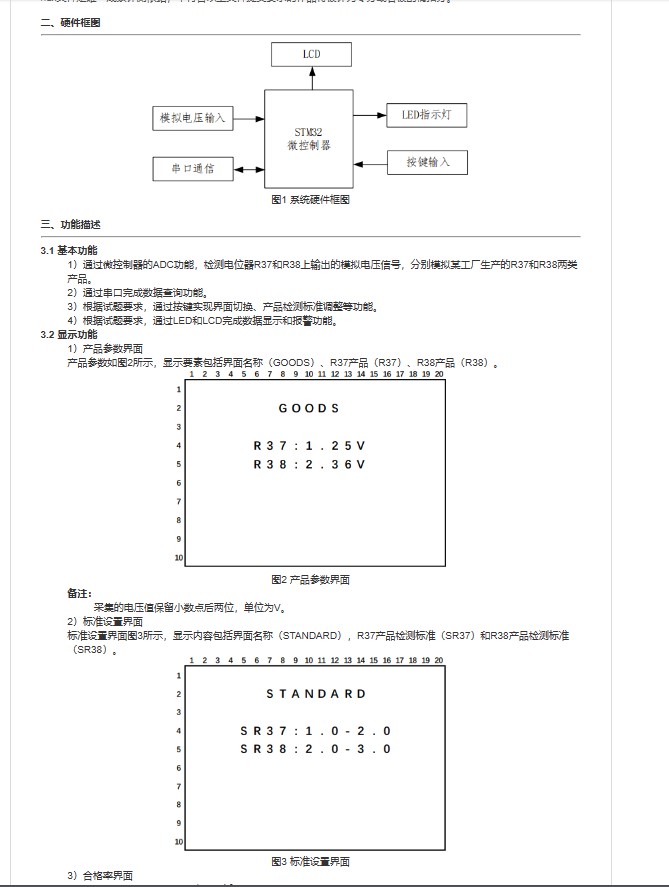 二、硬件框图
LCD
模拟电压输入
LED指示灯
STM32
微控制器
串口通信
按键输入
图1 系统硬件框图
三、功能描述
3.1 基本功能
1）通过微控制器的ADC功能，检测电位器R37和R38上输出的模拟电压信号，分别模拟某工厂生产的R37和R38两类
产品。
2）通过串口完成数据查询功能。
3）根据试题要求，通过按键实现界面切换、产品检测标准调整等功能。
4）根据试题要求，通过LED和LCD完成数据显示和报警功能。
3.2 显示功能
1）产品参数界面
产品参数如图2所示，显示要素包括界面名称（GOODS）、R37产品（R37）、R38产品（R38）。
1 2 3 4 5 6 7 8 9 10 11 12 13 14 15 16 17 18 19 20
1
2 GOODS
3
4 R37:1.25V
5 R38:2.36V
6
7
8
9
10
图2 产品参数界面
备注：
采集的电压值保留小数点后两位，单位为V。
2）标准设置界面
标准设置界面图3所示，显示内容包括界面名称（STANDARD），R37产品检测标准（SR37）和R38产品检测标准
（SR38）。
1 2 3 4 5 6 7 8 9 10 11 12 13 14 15 16 17 18 19 20
1
2 STANDARD
3
4 SR37:1.0-2.0
5 SR38:2.0-3.0
6
7
8
9
10
图3 标准设置界面
3）合格率界面